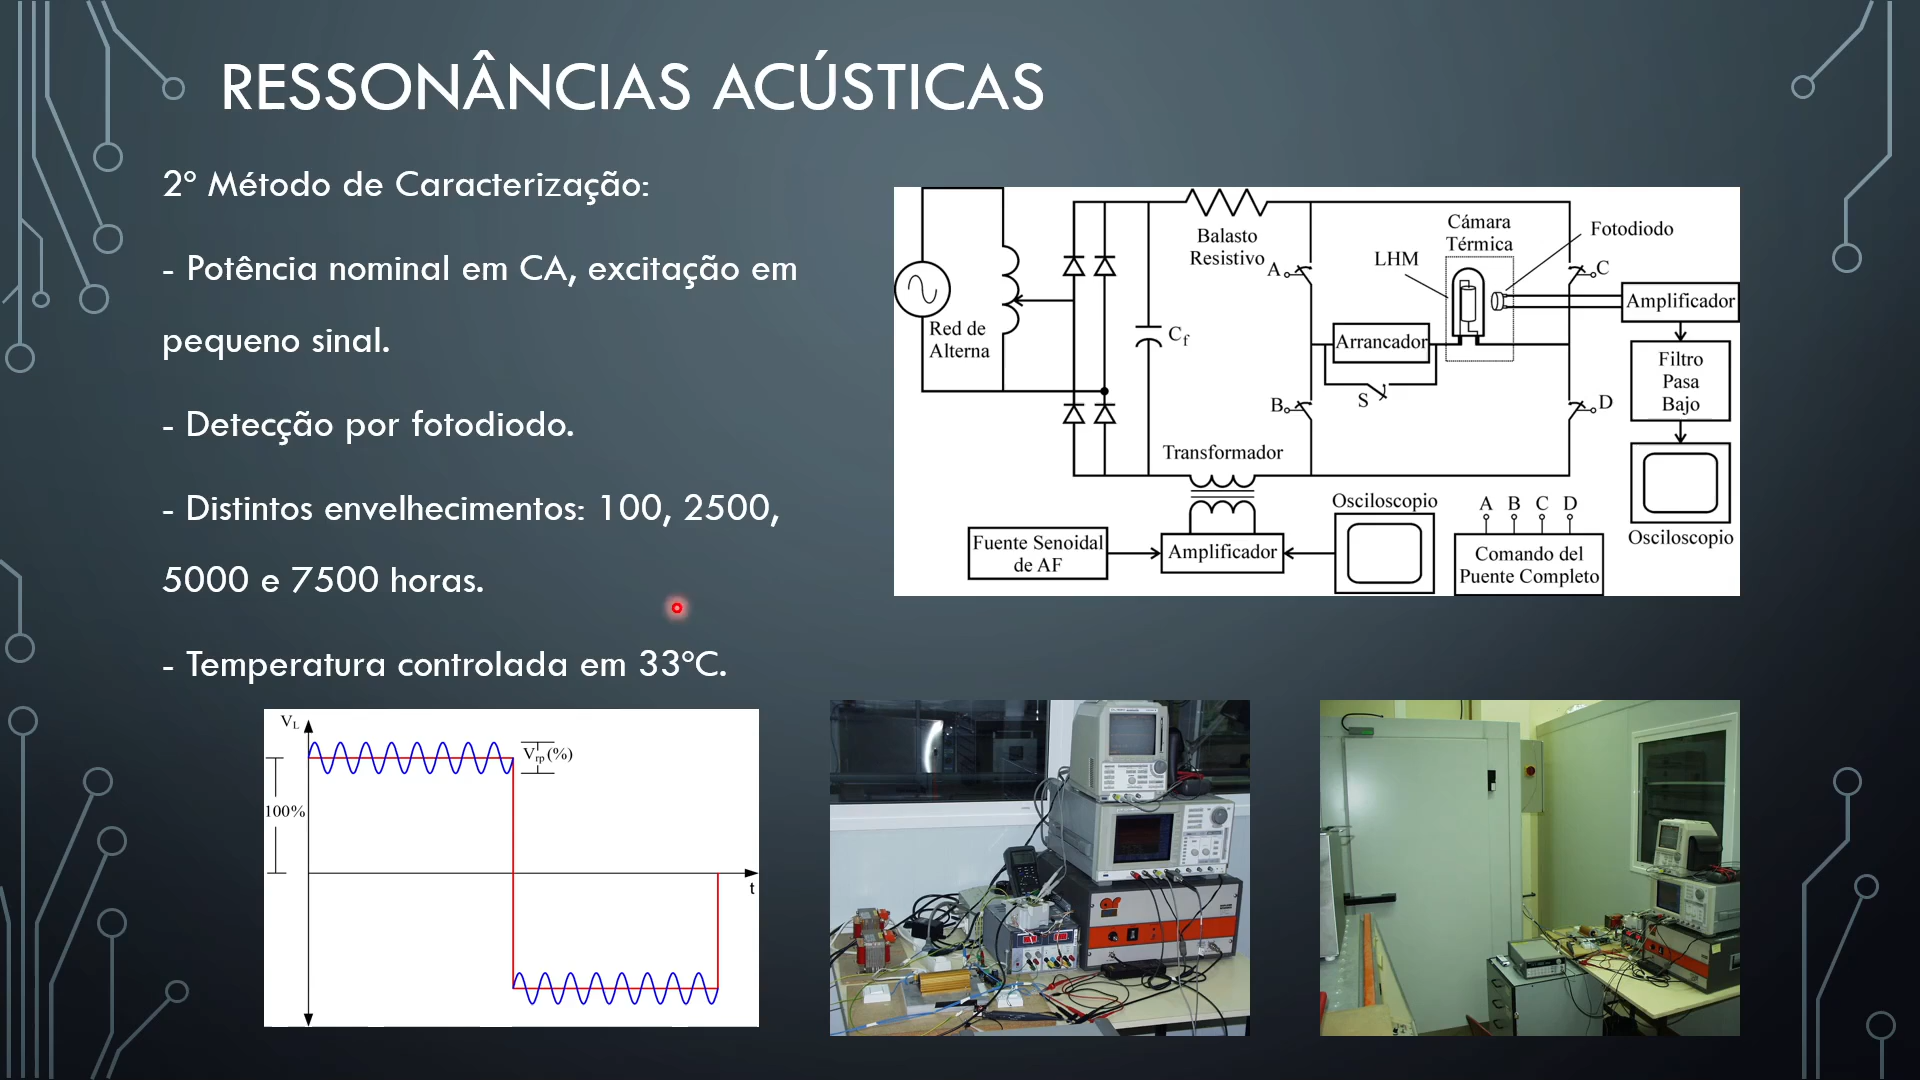 RESSONÂNCIAS ACÚSTICAS
2º Método de Caracterização:
- Potência nominal em CA, excitação em
pequeno sinal.
- Detecção por fotodiodo.
- Distintos envelhecimentos: 100, 2500,
5000 e 7500 horas.
- Temperatura controlada em 33ºC.
Balasto
Resistivo
Cámara
Térmica
Fotodiodo
LHM
A
C
Amplificador
Red de
Alterna
Cf
Arrancador
Filtro
Pasa
Bajo
S
B
D
Transformador
Osciloscopio
A B C D
Osciloscopio
Fuente Senoidal
de AF
Amplificador
Comando del
Puente Completo
VL
Vrp(%)
100%
t